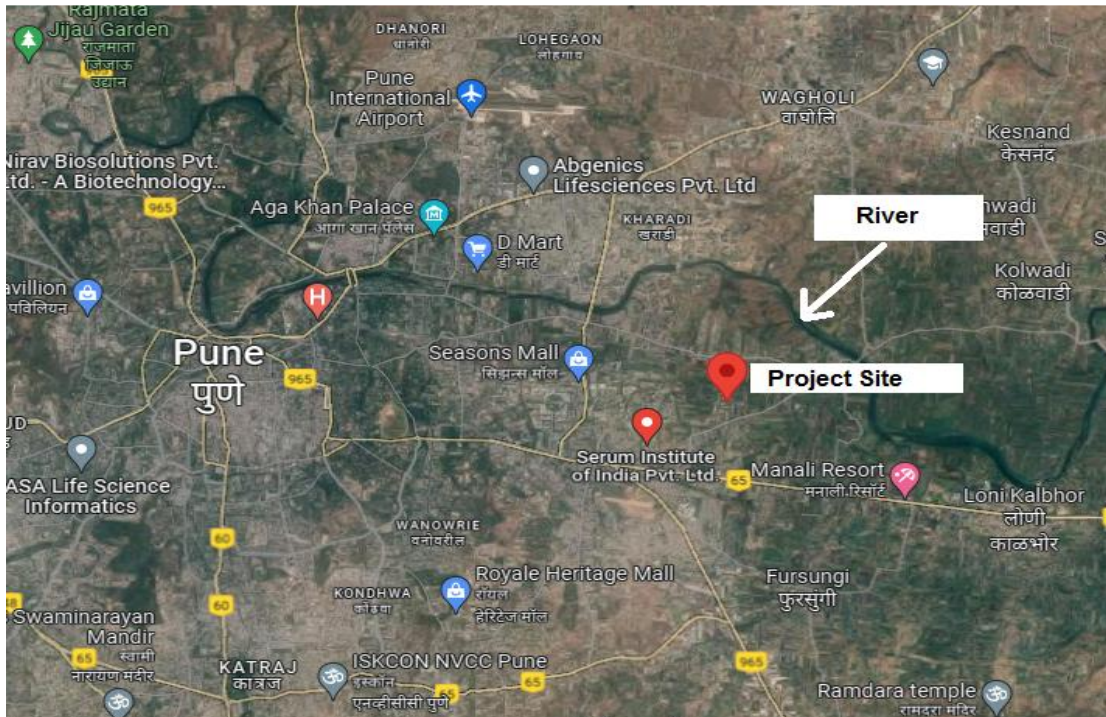 Rajmata
Jijau Garden
राजमाता
जिजाऊ
उद्यान
965
DHANORI
धानोरी
LOHEGAON
लोहगाव
Pune
International
Airport
WAGHOLI
वाघोलि
Kesnand
केसनंद
Nirav Biosolutions Pvt.
Ltd. - A Biotechnology...
965
Abgenics
Lifesciences Pvt. Ltd
Aga Khan Palace
आगा खान पॅलेस
KHARADI
खराडी
River
nwadi
सवाडी
S
D Mart
डी मार्ट
Kolwadi
कोळवाडी
avillion
पविलियन
H
Pune
पुणे
965
Seasons Mall
सिझन्स मॉल
Project Site
UD
Serum Institute
of India Pvt. Ltd.
65
Manali Resort
मनाली रिसॉर्ट
ASA Life Science
Informatics
Loni Kalbhor
लोणी
काळभोर
WANOWRIE
वनोवरील
60
Fursungi
फुरसुंगी
KONDHWA
कोंढवा
Royale Heritage Mall
रॉयल
हेरिटेज मॉल
60
Swaminarayan
Mandir
स्वामी
नारायण मंदीर
65
KATRAJ
कात्रज
ISKCON NVCC Pune
इस्कॉन
एनव्हीसीसी पुणे
65
965
Ramdara temple
रामदरा मंदिर